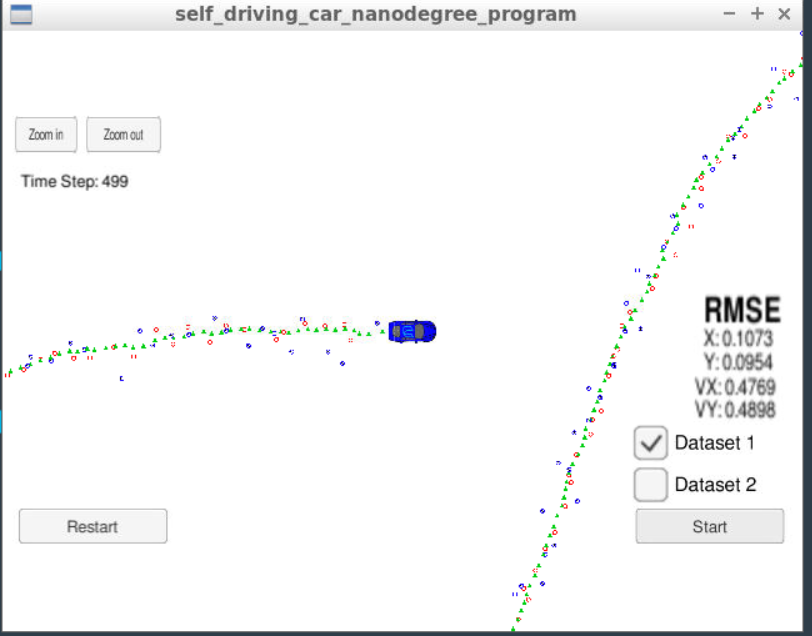 self_driving_car_nanodegree_program
Zoom in
Zoom out
Time Step: 499
RMSE
X: 0.1073
Y: 0.0954
VX: 0.4769
VY: 0.4898
Dataset 1
Dataset 2
Restart
Start